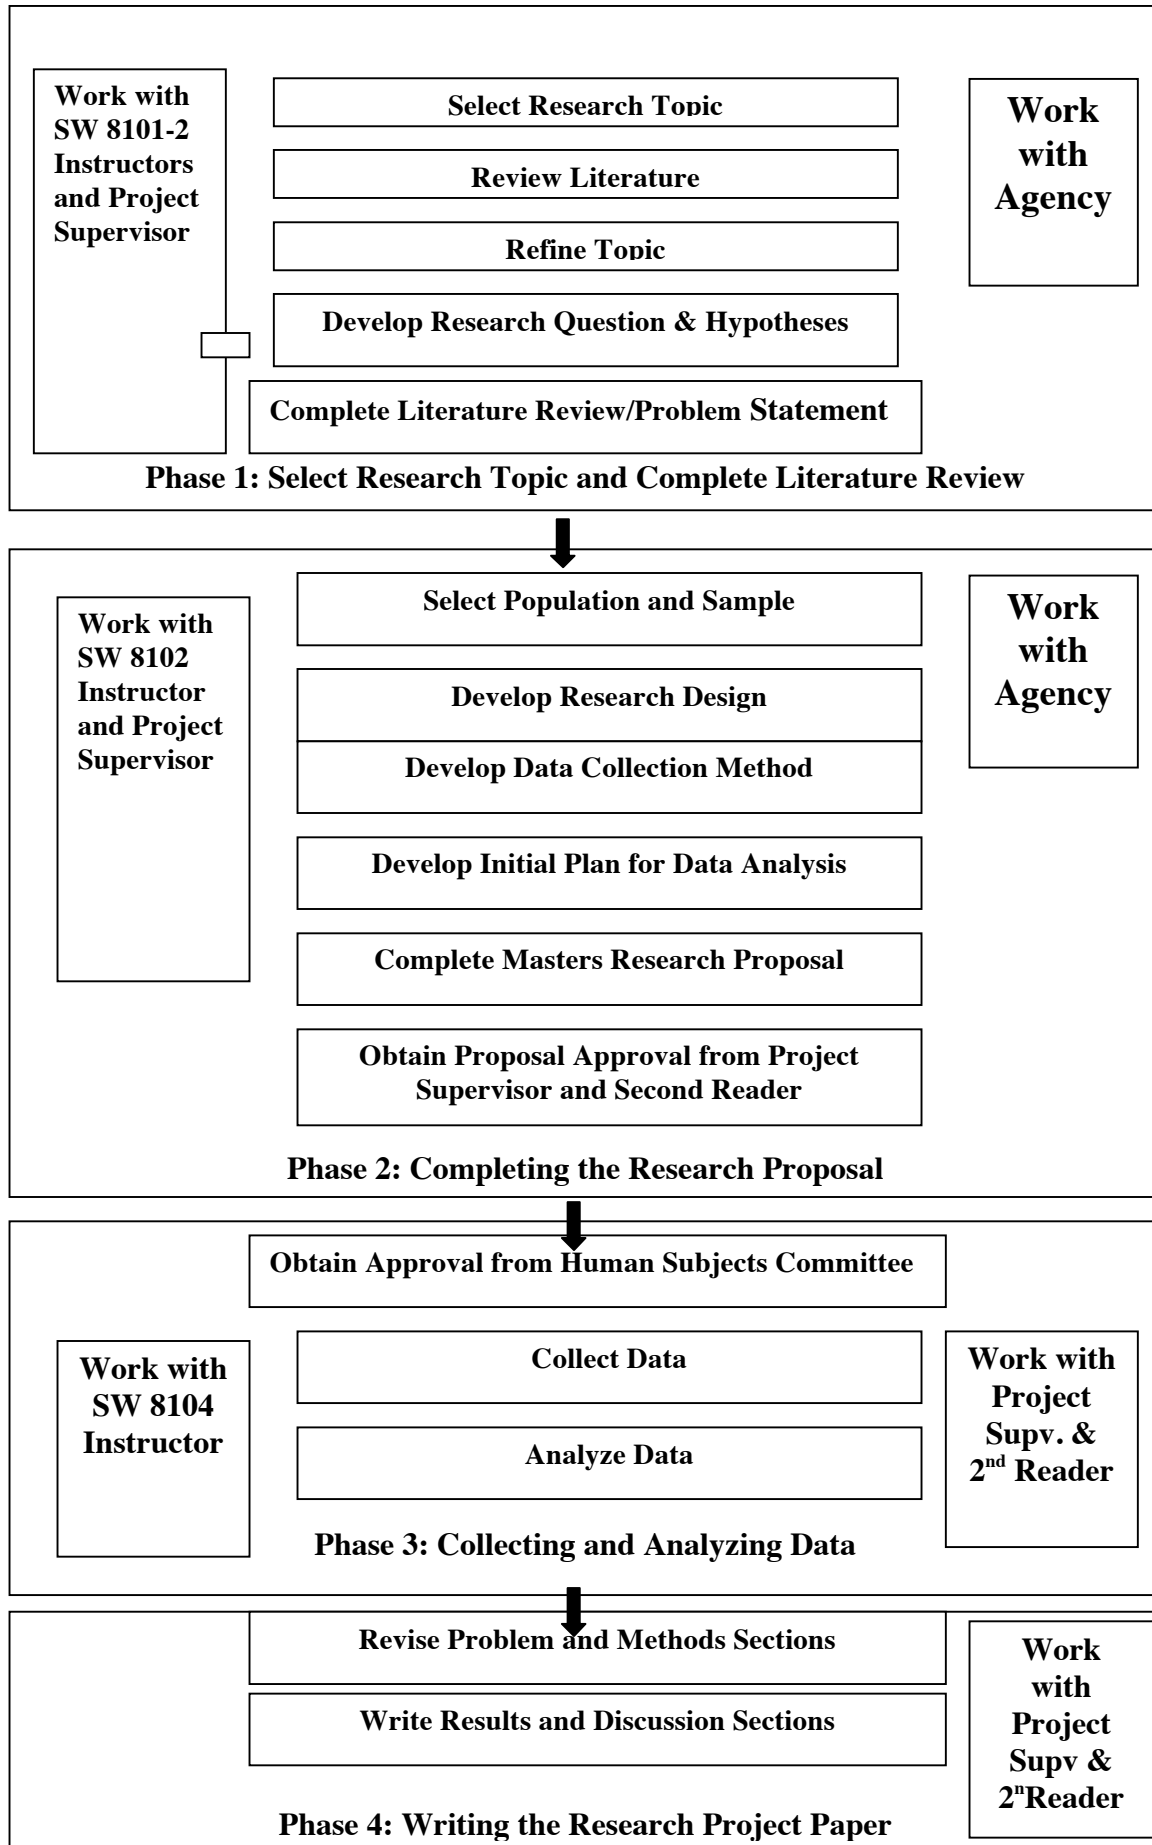 Work with
SW 8101-2
Instructors
and Project
Supervisor
Select Research Topic
Review Literature
Refine Topic
Develop Research Question & Hypotheses
Complete Literature Review/Problem Statement
Work
with
Agency
Phase 1: Select Research Topic and Complete Literature Review
Work with
SW 8102
Instructor
and Project
Supervisor
Select Population and Sample
Develop Research Design
Develop Data Collection Method
Develop Initial Plan for Data Analysis
Complete Masters Research Proposal
Obtain Proposal Approval from Project
Supervisor and Second Reader
Work
with
Agency
Phase 2: Completing the Research Proposal
Obtain Approval from Human Subjects Committee
Work with
SW 8104
Instructor
Collect Data
Analyze Data
Work with
Project
Supv. &
2nd Reader
Phase 3: Collecting and Analyzing Data
Revise Problem and Methods Sections
Write Results and Discussion Sections
Work
with
Project
Supv &
2nReader
Phase 4: Writing the Research Project Paper